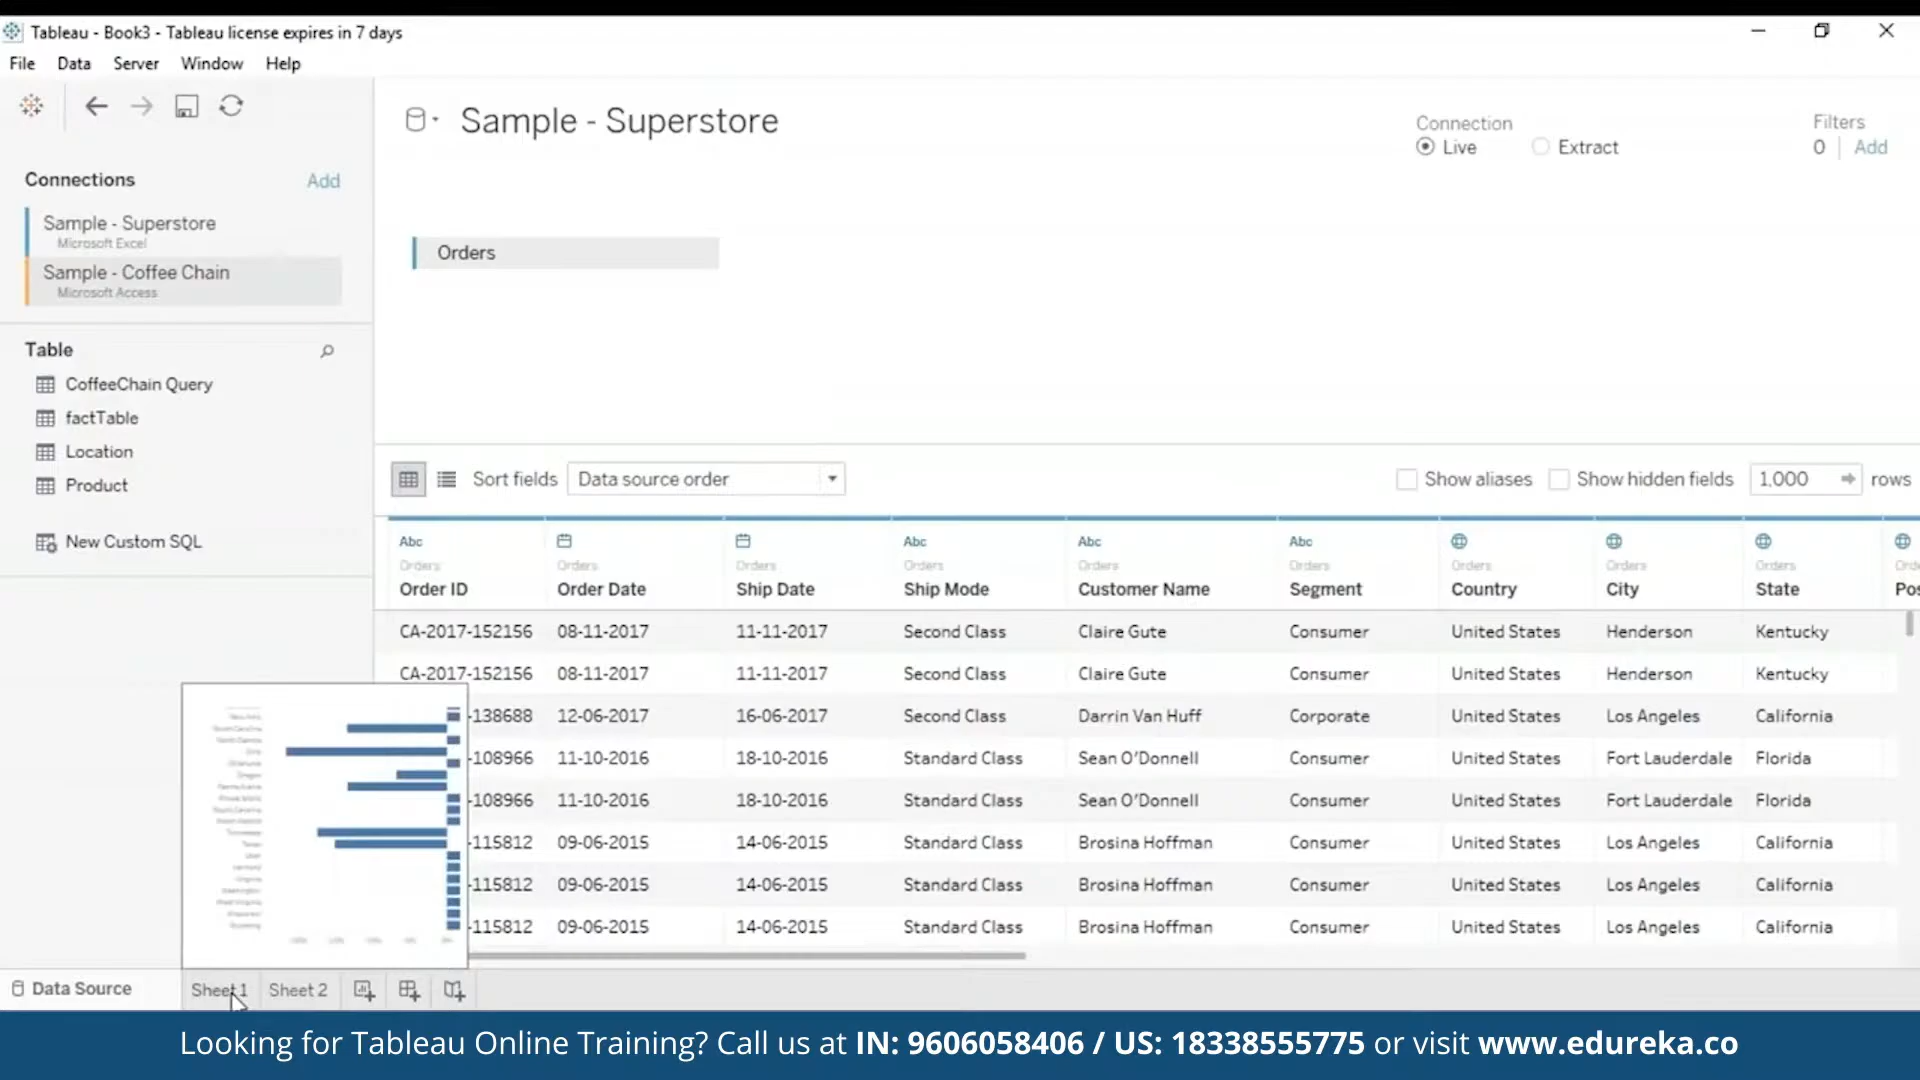 Tableau - Book3 - Tableau license expires in 7 days
File Data Server Window Help
Sample - Superstore
Connection
Live Extract
Filters
0 Add
Connections Add
Sample - Superstore
Microsoft Excel
Sample - Coffee Chain
Microsoft Access
Orders
Table
CoffeeChain Query
factTable
Location
Product
New Custom SQL
Sort fields Data source order Show aliases Show hidden fields 1,000 rows
Abc Abc Abc Abc
Orders Orders Orders Orders Orders Orders Orders Orders Orders
Order ID Order Date Ship Date Ship Mode Customer Name Segment Country City State
CA-2017-152156 08-11-2017 11-11-2017 Second Class Claire Gute Consumer United States Henderson Kentucky
CA-2017-152156 08-11-2017 11-11-2017 Second Class Claire Gute Consumer United States Henderson Kentucky
-138688 12-06-2017 16-06-2017 Second Class Darrin Van Huff Corporate United States Los Angeles California
-108966 11-10-2016 18-10-2016 Standard Class Sean O'Donnell Consumer United States Fort Lauderdale Florida
-108966 11-10-2016 18-10-2016 Standard Class Sean O'Donnell Consumer United States Fort Lauderdale Florida
-115812 09-06-2015 14-06-2015 Standard Class Brosina Hoffman Consumer United States Los Angeles California
-115812 09-06-2015 14-06-2015 Standard Class Brosina Hoffman Consumer United States Los Angeles California
-115812 09-06-2015 14-06-2015 Standard Class Brosina Hoffman Consumer United States Los Angeles California
Data Source Sheet 1 Sheet 2
Looking for Tableau Online Training? Call us at IN: 9606058406 / US: 18338555775 or visit www.edureka.co